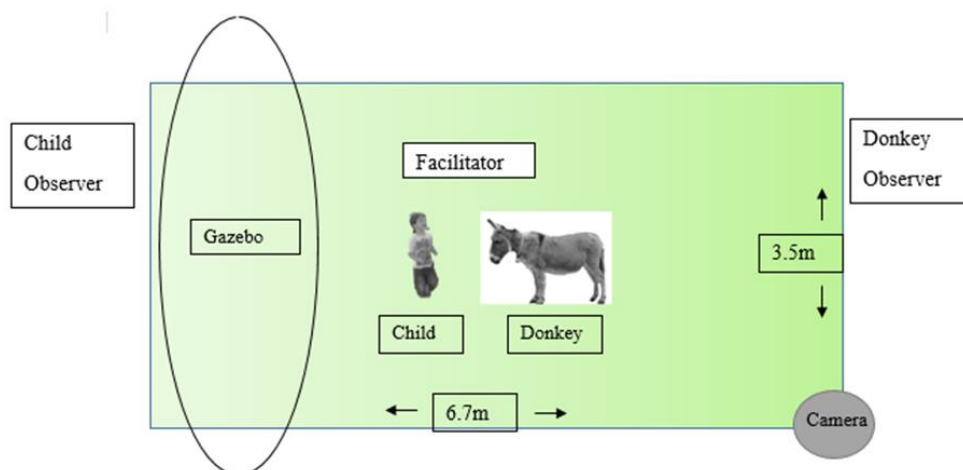 Child
Observer
Facilitator
Donkey
Observer
Gazebo
3.5m
Child
Donkey
6.7m
Camera